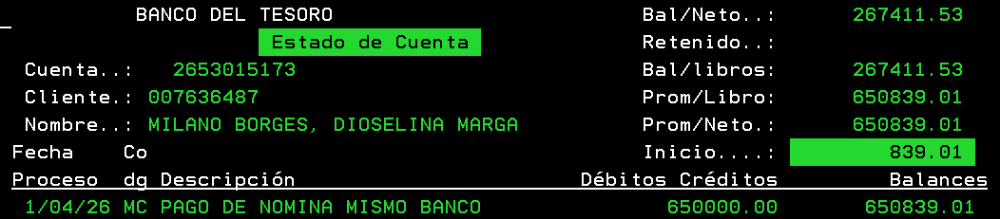 BANCO DEL TESORO Bal/Neto..: 267411.53
Estado de Cuenta Retenido..:
Cuenta..: 2653015173 Bal/libros: 267411.53
Cliente.: 007636487 Prom/Libro: 650839.01
Nombre..: MILANO BORGES, DIOSELINA MARGA Prom/Neto.: 650839.01
Fecha Co Inicio....: 839.01
Proceso dg Descripción Débitos Créditos Balances
1/04/26 MC PAGO DE NOMINA MISMO BANCO 650000.00 650839.01